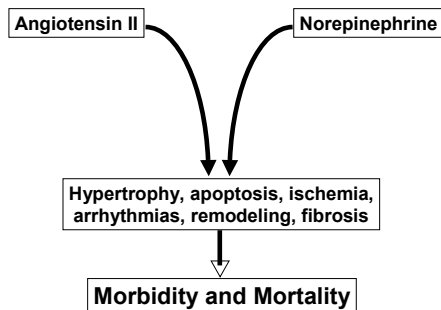 Angiotensin II
Norepinephrine
Hypertrophy, apoptosis, ischemia,
arrhythmias, remodeling, fibrosis
Morbidity and Mortality